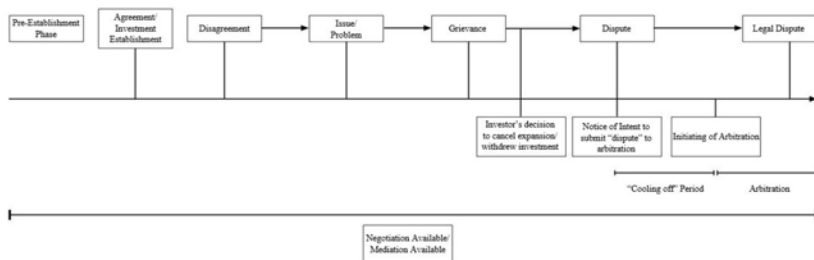 Pre-Establishment
Phase
Agreement/
Investment
Establishment
Disagreement
Issue/
Problem
Grievance
Dispute
Legal Dispute
Investor's decision
to cancel expansion/
withdrew investment
Notice of Intent to
submit "dispute" to
arbitration
Initiating of Arbitration
"Cooling off" Period
Arbitration
Negotiation Available/
Mediation Available